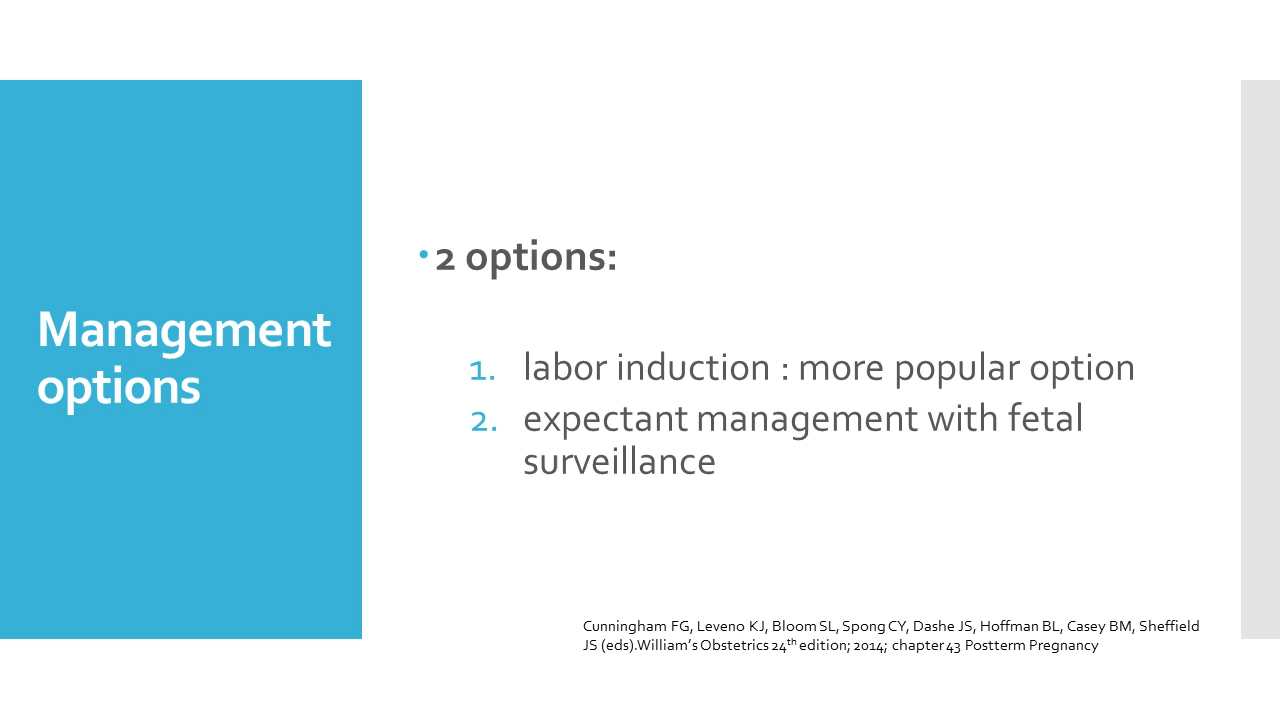 Management
options
• 2 options:
1. labor induction : more popular option
2. expectant management with fetal
surveillance
Cunningham FG, Leveno KJ, Bloom SL, Spong CY, Dashe JS, Hoffman BL, Casey BM, Sheffield
JS (eds).William’s Obstetrics 24th edition; 2014; chapter 43 Postterm Pregnancy